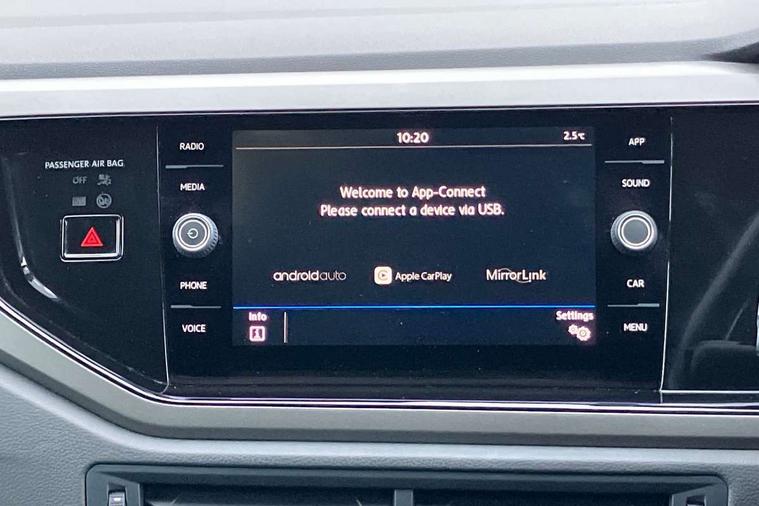 PASSENGER AIR BAG
OFF
RADIO
MEDIA
PHONE
VOICE
10:20
2.5°C
Welcome to App-Connect
Please connect a device via USB.
androidauto
Apple CarPlay
MirrorLink
Info
Settings
APP
SOUND
CAR
MENU